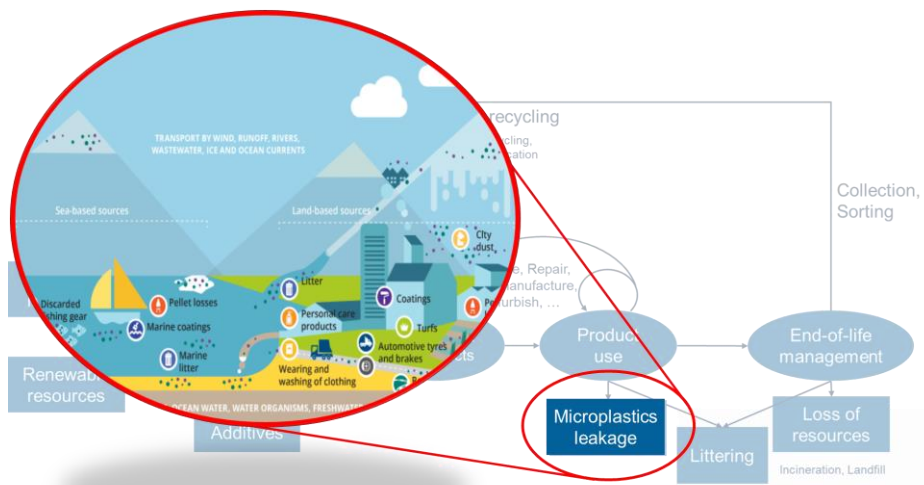 TRANSPORT BY WIND, RUNOFF, RIVERS,
WASTEWATER, ICE AND OCEAN CURRENTS
Sea-based sources
Land-based sources
City
dust
Litter
Discarded
Pellet losses
Coatings
Personal care
products
Marine coatings
Turfs
Automotive tyres
and brakes
Marine
litter
Wearing and
washing of clothing
OCEAN WATER, WATER ORGANISMS, FRESHWATER
recycling
Collection,
Sorting
Repair,
Product
use
End-of-life
management
resources
Additives
Microplastics
leakage
Littering
Loss of
resources
Incineration, Landfill